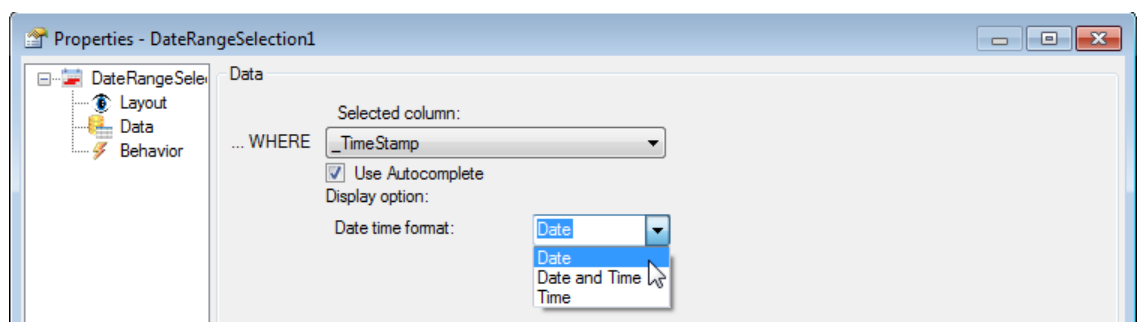 Properties - DateRangeSelection1
DateRangeSele
Layout
Data
Behavior
Data
Selected column:
... WHERE _TimeStamp
Use Autocomplete
Display option:
Date time format: Date
Date
Date and Time
Time